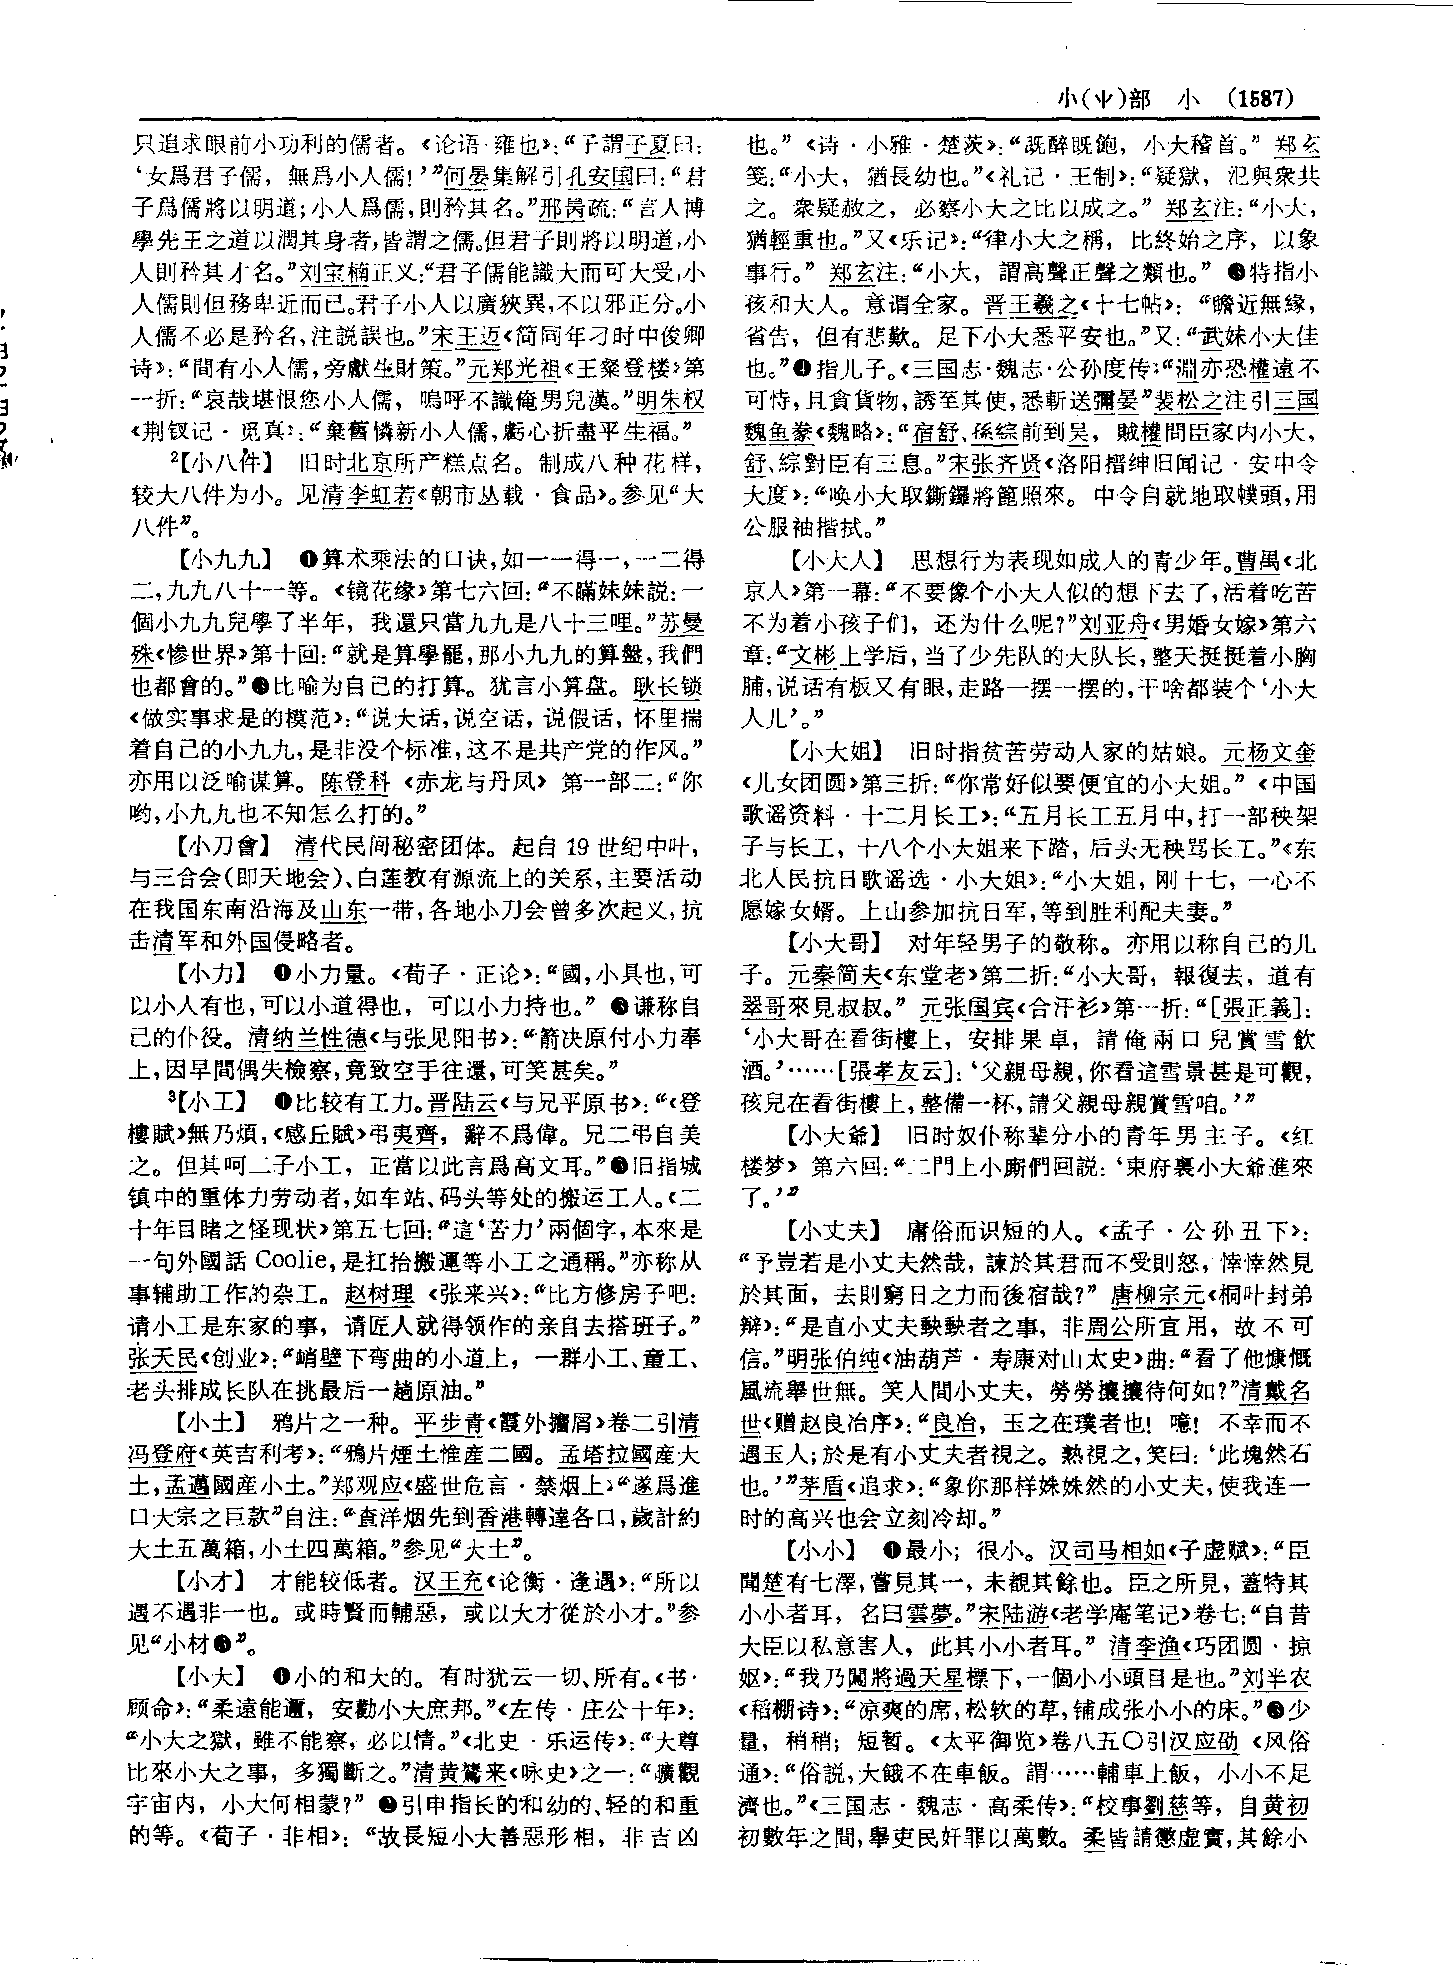 小(⺌)部 小 (1587)
只追求眼前小功利的儒者。《论语·雍也》：“子謂子夏曰：
‘女爲君子儒，無爲小人儒！’”何晏集解引孔安国曰：“君
子爲儒將以明道；小人爲儒，則矜其名。”邢昺疏：“言人博
學先王之道以潤其身者，皆謂之儒。但君子則將以明道，小
人則矜其才名。”刘宝楠正义：“君子儒能識大而可大受，小
人儒則但務卑近而已。君子小人以廣狹異，不以邪正分。小
人儒不必是矜名，注説誤也。”宋王迈《简同年刁时中俊卿
诗》：“間有小人儒，旁獻生財策。”元郑光祖《王粲登楼》第
一折：“哀哉堪恨您小人儒，嗚呼不識俺男兒漢。”明朱权
《荆钗记·觅真》：“棄舊憐新小人儒，虧心折盡平生福。”
²【小八件】 旧时北京所产糕点名。制成八种花样，
较大八件为小。见清李虹若《朝市丛载·食品》。参见“大
八件”。
【小九九】 ❶算术乘法的口诀，如一一得一，一二得
二，九九八十一等。《镜花缘》第七六回：“不瞞妹妹説：一
個小九九兒學了半年，我還只當九九是八十三哩。”苏曼
殊《惨世界》第十回：“就是算學罷，那小九九的算盤，我們
也都會的。”❷比喻为自己的打算。犹言小算盘。耿长锁
《做实事求是的模范》：“说大话，说空话，说假话，怀里揣
着自己的小九九，是非没个标准，这不是共产党的作风。”
亦用以泛喻谋算。陈登科《赤龙与丹凤》第一部二：“你
哟，小九九也不知怎么打的。”
【小刀會】 清代民间秘密团体。起自19世纪中叶，
与三合会（即天地会）、白莲教有源流上的关系，主要活动
在我国东南沿海及山东一带，各地小刀会曾多次起义，抗
击清军和外国侵略者。
【小力】 ❶小力量。《荀子·正论》：“國，小具也，可
以小人有也，可以小道得也，可以小力持也。”❷谦称自
己的仆役。清纳兰性德《与张见阳书》：“箭决原付小力奉
上，因早間偶失檢察，竟致空手往還，可笑甚矣。”
³【小工】 ❶比较有工力。晋陆云《与兄平原书》：“《登
樓賦》無乃煩，《感丘賦》弔夷齊，辭不爲偉。兄二弔自美
之。但其呵二子小工，正當以此言爲高文耳。”❷旧指城
镇中的重体力劳动者，如车站、码头等处的搬运工人。《二
十年目睹之怪现状》第五七回：“這‘苦力’兩個字，本來是
一句外國話Coolie，是扛抬搬運等小工之通稱。”亦称从
事辅助工作的杂工。赵树理《张来兴》：“比方修房子吧：
请小工是东家的事，请匠人就得领作的亲自去搭班子。”
张天民《创业》：“峭壁下弯曲的小道上，一群小工、童工、
老头排成长队在挑最后一趟原油。”
【小土】 鸦片之一种。平步青《霞外攟屑》卷二引清
冯登府《英吉利考》：“鴉片煙土惟産二國。孟塔拉國産大
土，孟邁國産小土。”郑观应《盛世危言·禁烟上》“遂爲進
口大宗之巨款”自注：“查洋烟先到香港轉達各口，歲計約
大土五萬箱，小土四萬箱。”参见“大土”。
【小才】 才能较低者。汉王充《论衡·逢遇》：“所以
遇不遇非一也。或時賢而輔惡，或以大才從於小才。”参
见“小材❷”。
【小大】 ❶小的和大的。有时犹云一切、所有。《书·
顾命》：“柔遠能邇，安勸小大庶邦。”《左传·庄公十年》：
“小大之獄，雖不能察，必以情。”《北史·乐运传》：“大尊
比來小大之事，多獨斷之。”清黄鷟来《咏史》之一：“曠觀
宇宙内，小大何相蒙？”❷引申指长的和幼的、轻的和重
的等。《荀子·非相》：“故長短小大善惡形相，非吉凶
也。”《诗·小雅·楚茨》：“既醉既飽，小大稽首。”郑玄
笺：“小大，猶長幼也。”《礼记·王制》：“疑獄，汜與衆共
之。衆疑赦之，必察小大之比以成之。”郑玄注：“小大，
猶輕重也。”又《乐记》：“律小大之稱，比終始之序，以象
事行。”郑玄注：“小大，謂高聲正聲之類也。”❸特指小
孩和大人。意谓全家。晋王羲之《十七帖》：“瞻近無緣，
省告，但有悲歎。足下小大悉平安也。”又：“武妹小大佳
也。”❹指儿子。《三国志·魏志·公孙度传》“淵亦恐權遠不
可恃，且貪貨物，誘至其使，悉斬送彌晏”裴松之注引三国
魏鱼豢《魏略》：“宿舒、孫綜前到吴，賊權問臣家内小大，
舒、綜對臣有三息。”宋张齐贤《洛阳搢绅旧闻记·安中令
大度》：“唤小大取鐁鑼將篦照來。中令自就地取幞頭，用
公服袖揩拭。”
【小大人】 思想行为表现如成人的青少年。曹禺《北
京人》第一幕：“不要像个小大人似的想下去了，活着吃苦
不为着小孩子们，还为什么呢？”刘亚舟《男婚女嫁》第六
章：“文彬上学后，当了少先队的大队长，整天挺挺着小胸
脯，说话有板又有眼，走路一摆一摆的，干啥都装个‘小大
人儿’。”
【小大姐】 旧时指贫苦劳动人家的姑娘。元杨文奎
《儿女团圆》第三折：“你常好似要便宜的小大姐。”《中国
歌谣资料·十二月长工》：“五月长工五月中，打一部秧架
子与长工，十八个小大姐来下踏，后头无秧骂长工。”《东
北人民抗日歌谣选·小大姐》：“小大姐，刚十七，一心不
愿嫁女婿。上山参加抗日军，等到胜利配夫妻。”
【小大哥】 对年轻男子的敬称。亦用以称自己的儿
子。元秦简夫《东堂老》第二折：“小大哥，報復去，道有
翠哥來見叔叔。”元张国宾《合汗衫》第一折：“［張正義］：
‘小大哥在看街樓上，安排果卓，請俺兩口兒賞雪飲
酒。’……［張孝友云］：‘父親母親，你看這雪景甚是可觀，
孩兒在看街樓上，整備一杯，請父親母親賞雪咱。’”
【小大爺】 旧时奴仆称辈分小的青年男主子。《红
楼梦》第六回：“二門上小廝們回説：‘東府裏小大爺進來
了。’”
【小丈夫】 庸俗而识短的人。《孟子·公孙丑下》：
“予豈若是小丈夫然哉，諫於其君而不受則怒，悻悻然見
於其面，去則窮日之力而後宿哉？”唐柳宗元《桐叶封弟
辩》：“是直小丈夫䡬䡬者之事，非周公所宜用，故不可
信。”明张伯纯《油葫芦·寿康对山太史》曲：“看了他慷慨
風流舉世無。笑人間小丈夫，勞勞攘攘待何如？”清戴名
世《赠赵良冶序》：“良冶，玉之在璞者也！噫！不幸而不
遇玉人；於是有小丈夫者視之。熟視之，笑曰：‘此塊然石
也。’”茅盾《追求》：“象你那样姝姝然的小丈夫，使我连一
时的高兴也会立刻冷却。”
【小小】 ❶最小；很小。汉司马相如《子虚赋》：“臣
聞楚有七澤，嘗見其一，未覩其餘也。臣之所見，蓋特其
小小者耳，名曰雲夢。”宋陆游《老学庵笔记》卷七：“自昔
大臣以私意害人，此其小小者耳。”清李渔《巧团圆·掠
妪》：“我乃闖將過天星標下，一個小小頭目是也。”刘半农
《稻棚诗》：“凉爽的席，松软的草，铺成张小小的床。”❷少
量，稍稍；短暂。《太平御览》卷八五〇引汉应劭《风俗
通》：“俗説，大餓不在車飯。謂……輔車上飯，小小不足
濟也。”《三国志·魏志·高柔传》：“校事劉慈等，自黄初
初數年之間，舉吏民奸罪以萬數。柔皆請懲虛實，其餘小